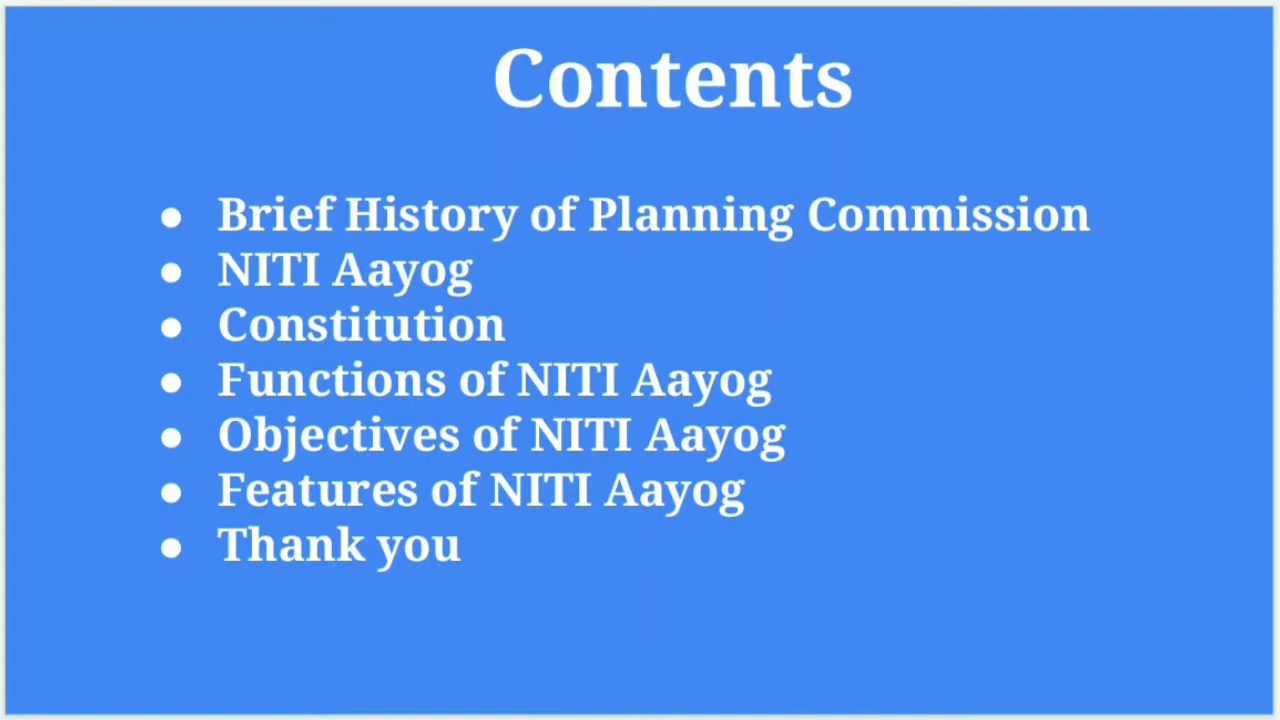 Contents
● Brief History of Planning Commission
● NITI Aayog
● Constitution
● Functions of NITI Aayog
● Objectives of NITI Aayog
● Features of NITI Aayog
● Thank you